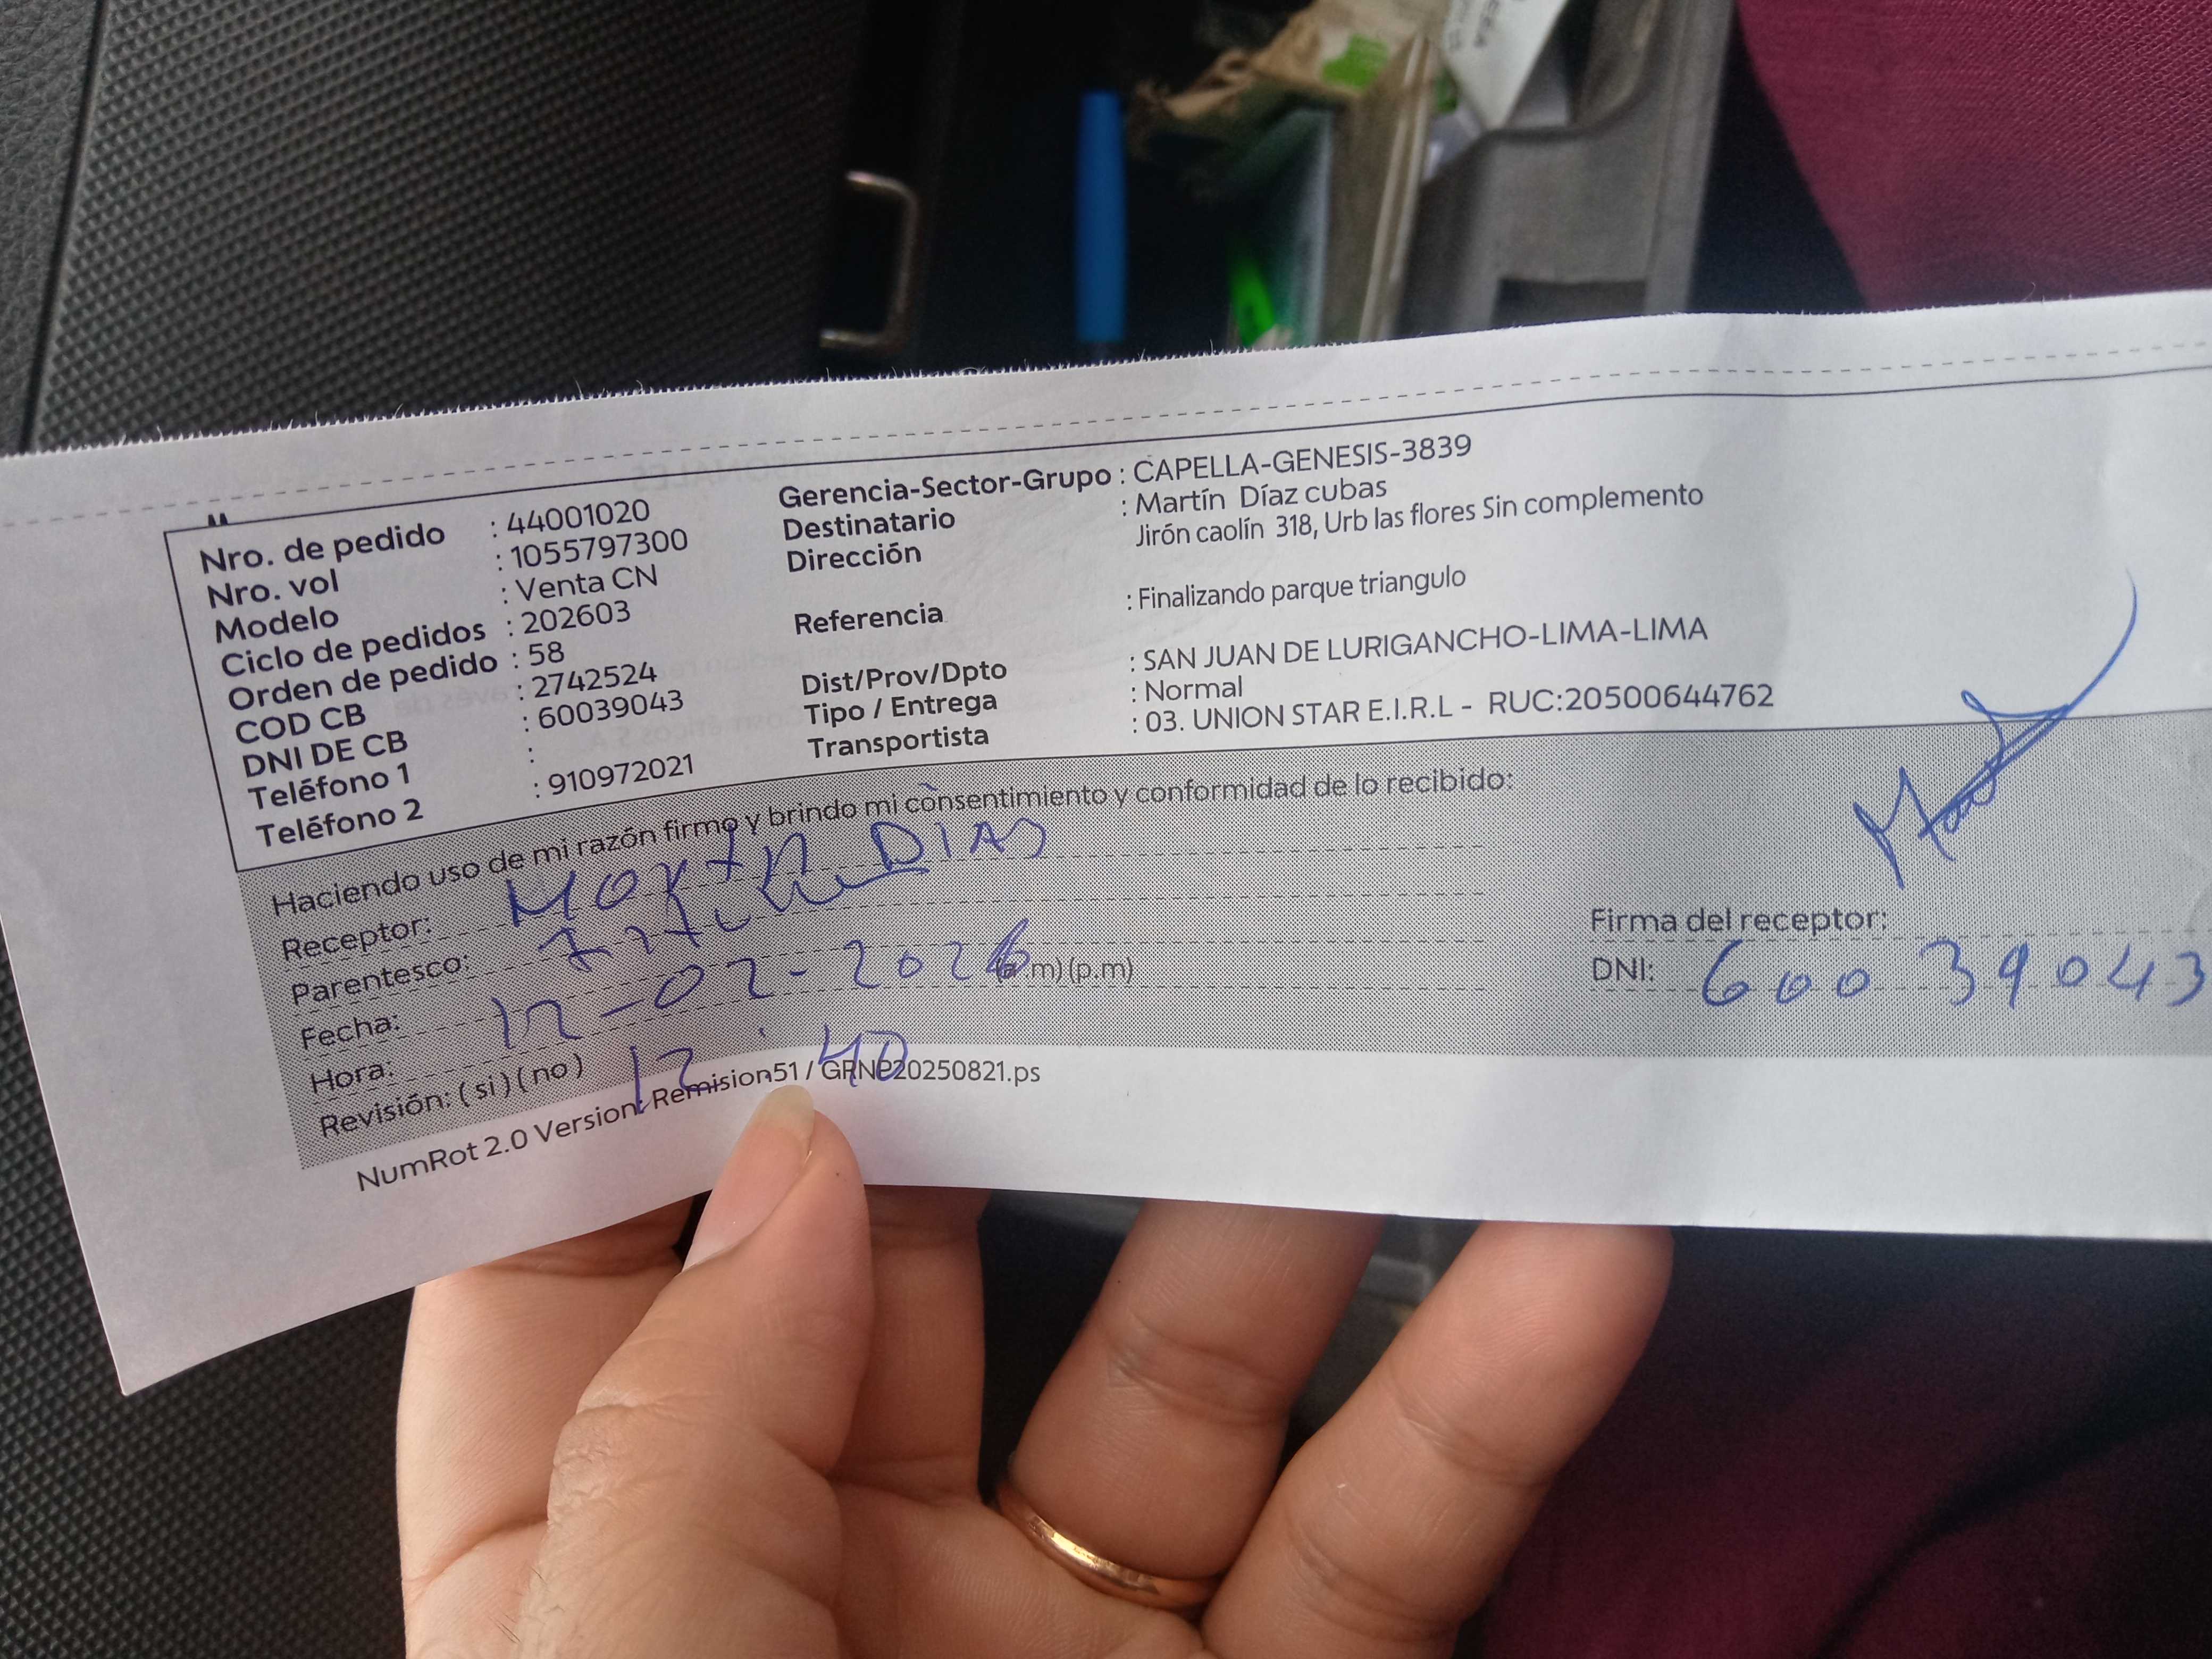 Nro. de pedido : 44001020
Nro. vol : 1055797300
Modelo : Venta CN
Ciclo de pedidos : 202603
Orden de pedido : 58
COD CB : 2742524
DNI DE CB : 60039043
Teléfono 1 :
Teléfono 2 : 910972021
Gerencia-Sector-Grupo : CAPELLA-GENESIS-3839
Destinatario : Martín Díaz cubas
Dirección Jirón caolín 318, Urb las flores Sin complemento
Referencia : Finalizando parque triangulo
Dist/Prov/Dpto : SAN JUAN DE LURIGANCHO-LIMA-LIMA
Tipo / Entrega : Normal
Transportista : 03. UNION STAR E.I.R.L - RUC:20500644762
Haciendo uso de mi razón firmo y brindo mi consentimiento y conformidad de lo recibido:
Receptor: Martin DIAS
Parentesco:
Fecha: 12-02-2026
Hora: 12:40 (a.m) (p.m)
Revisión: ( si ) ( no )
Firma del receptor:
DNI: 60039043
NumRot 2.0 Version: Remision51 / GRNP20250821.ps